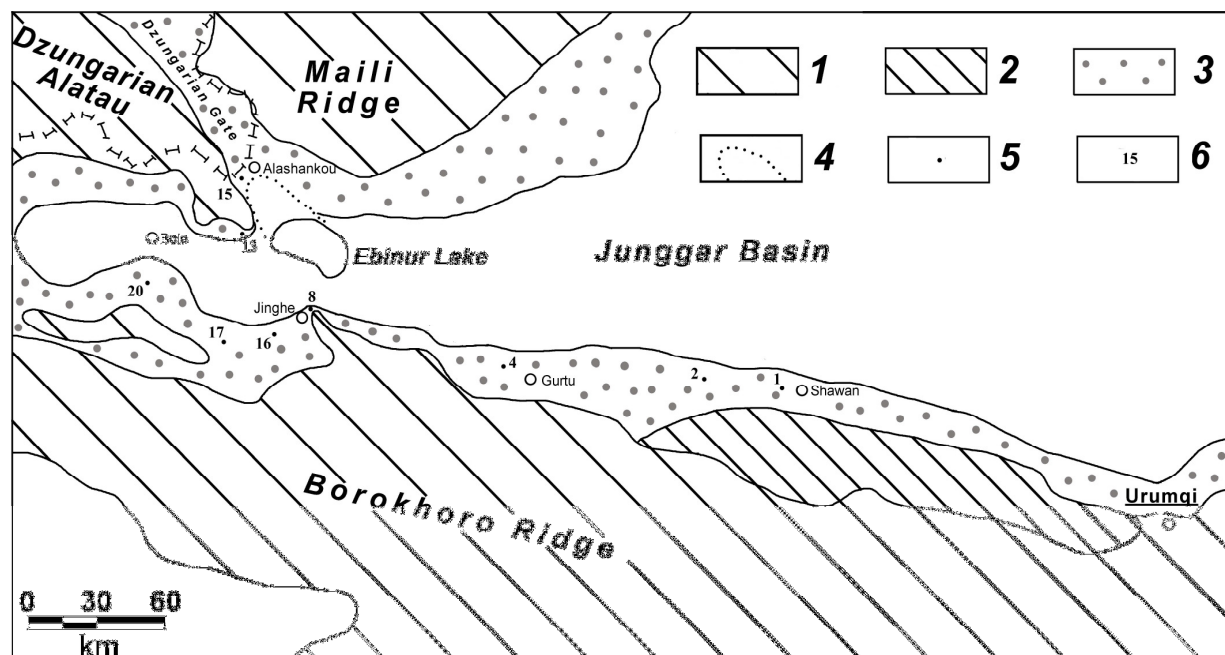 Dzungarian
Alatau
Dzungarian Gate
Maili
Ridge
1
2
3
4
5
15
6
Alashankou
15
13
Ebinur Lake
Junggar Basin
20
Jinghe
8
17
16
4
Gurtu
2
1
Shawan
Borokhoro Ridge
Urumqi
0 30 60
km